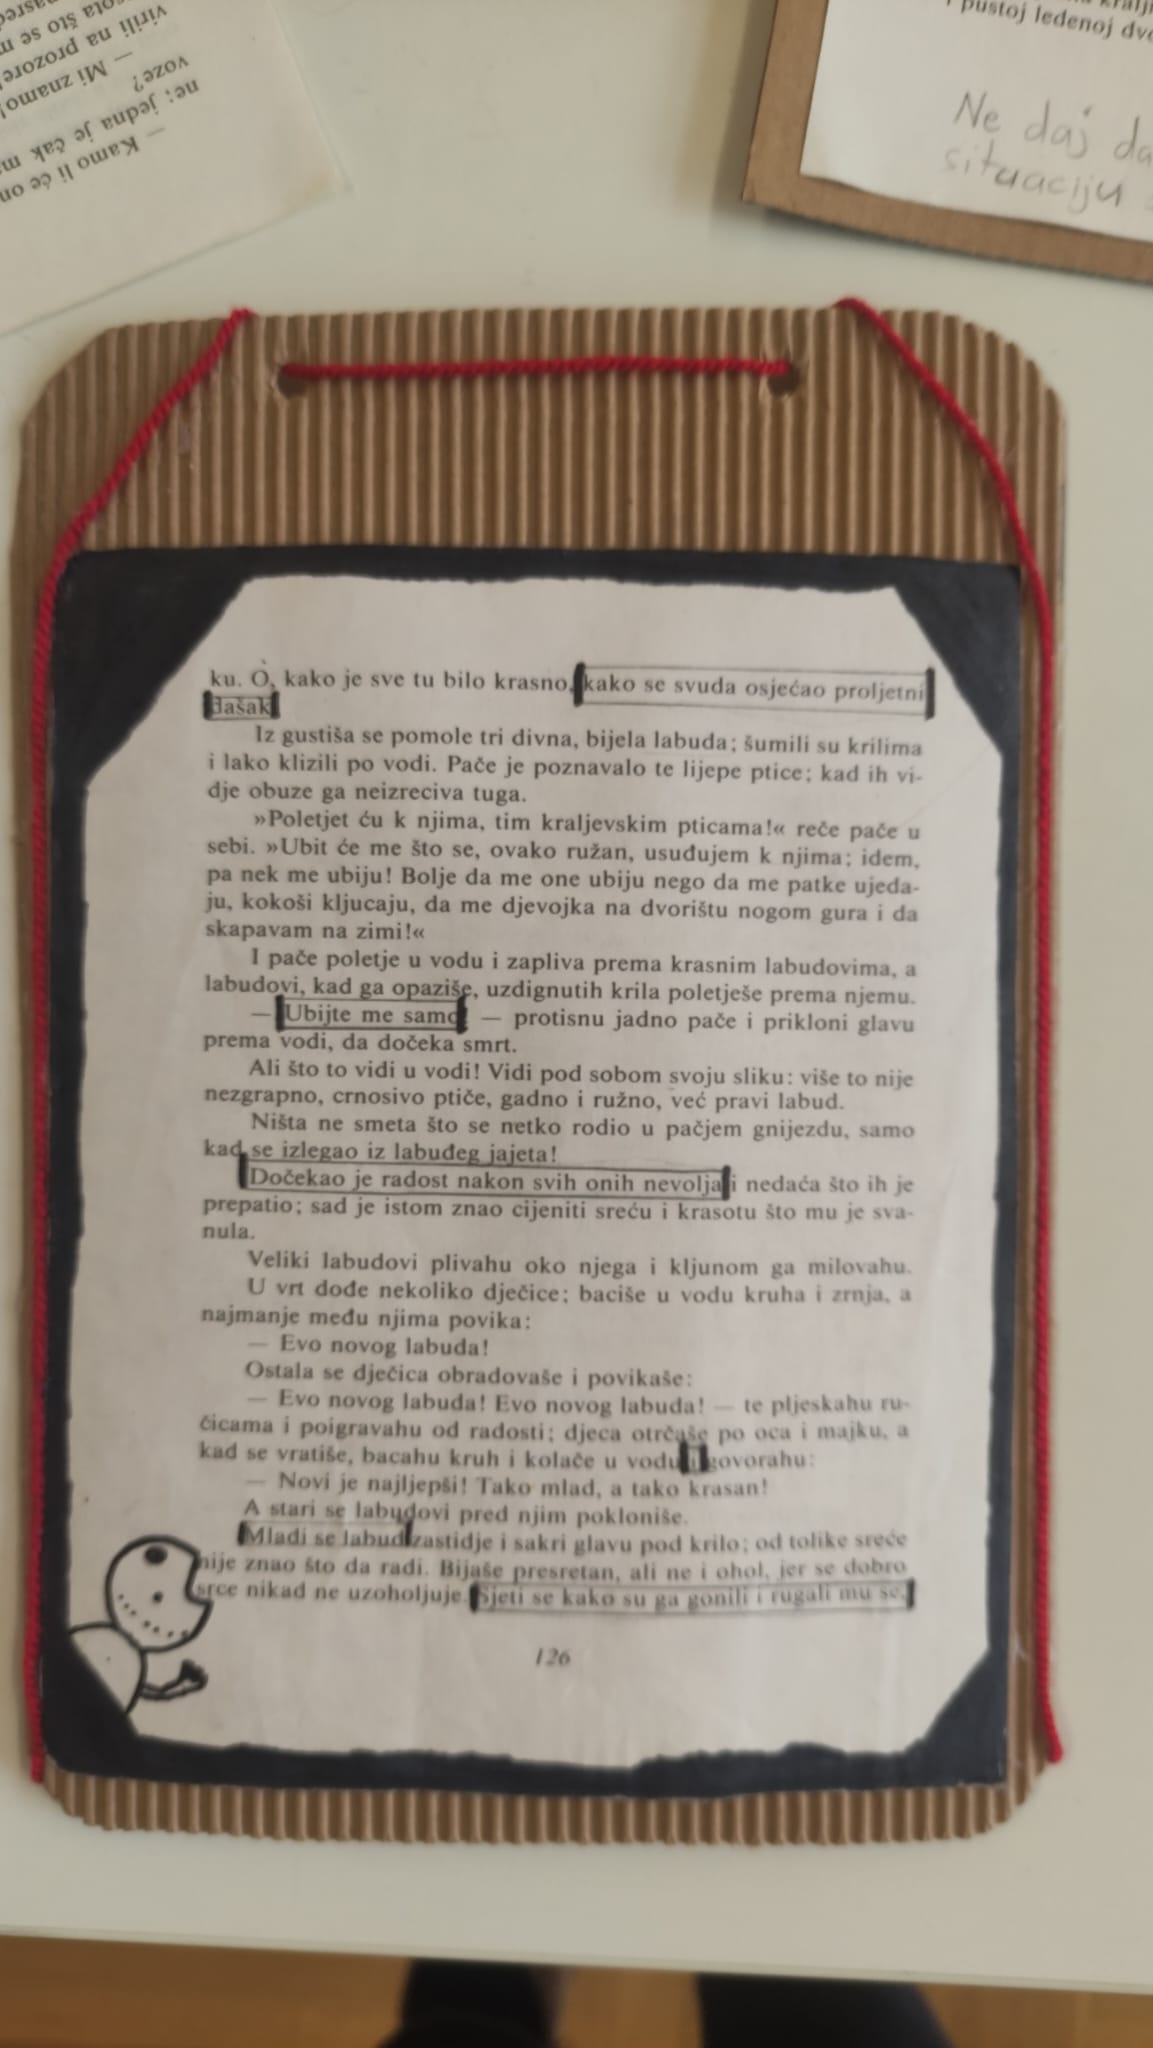 — Kamo li će on
ne; jedna je čak m
voze?
— Mi znamo!
virili na prozore
ota što se m
pustoj ledenoj dv
Ne daj da
situaciju
ku. O, kako je sve tu bilo krasno, kako se svuda osjećao proljetni
dašak
Iz gustiša se pomole tri divna, bijela labuda; šumili su krilima
i lako klizili po vodi. Pače je poznavalo te lijepe ptice; kad ih vi-
dje obuze ga neizreciva tuga.
»Poletjet ću k njima, tim kraljevskim pticama!« reče pače u
sebi. »Ubit će me što se, ovako ružan, usuđujem k njima; idem,
pa nek me ubiju! Bolje da me one ubiju nego da me patke ujeda-
ju, kokoši kljucaju, da me djevojka na dvorištu nogom gura i da
skapavam na zimi!«
I pače poletje u vodu i zapliva prema krasnim labudovima, a
labudovi, kad ga opaziše, uzdignutih krila poletješe prema njemu.
— Ubijte me samo — protisnu jadno pače i prikloni glavu
prema vodi, da dočeka smrt.
Ali što to vidi u vodi! Vidi pod sobom svoju sliku: više to nije
nezgrapno, crnosivo ptiče, gadno i ružno, već pravi labud.
Ništa ne smeta što se netko rodio u pačjem gnijezdu, samo
kad se izlegao iz labuđeg jajeta!
Dočekao je radost nakon svih onih nevolja i nedaća što ih je
prepatio; sad je istom znao cijeniti sreću i krasotu što mu je sva-
nula.
Veliki labudovi plivahu oko njega i kljunom ga milovahu.
U vrt dođe nekoliko dječice; baciše u vodu kruha i zrnja, a
najmanje među njima povika:
— Evo novog labuda!
Ostala se dječica obradovaše i povikaše:
— Evo novog labuda! Evo novog labuda! — te pljeskahu ru-
čicama i poigravahu od radosti; djeca otrčaše po oca i majku, a
kad se vratiše, bacahu kruh i kolače u vodu i govorahu:
— Novi je najljepši! Tako mlad, a tako krasan!
A stari se labudovi pred njim pokloniše.
Mladi se labud zastidje i sakri glavu pod krilo; od tolike sreće
nije znao što da radi. Bijaše presretan, ali ne i ohol, jer se dobro
srce nikad ne uzoholjuje. Sjeti se kako su ga gonili i rugali mu se,
126